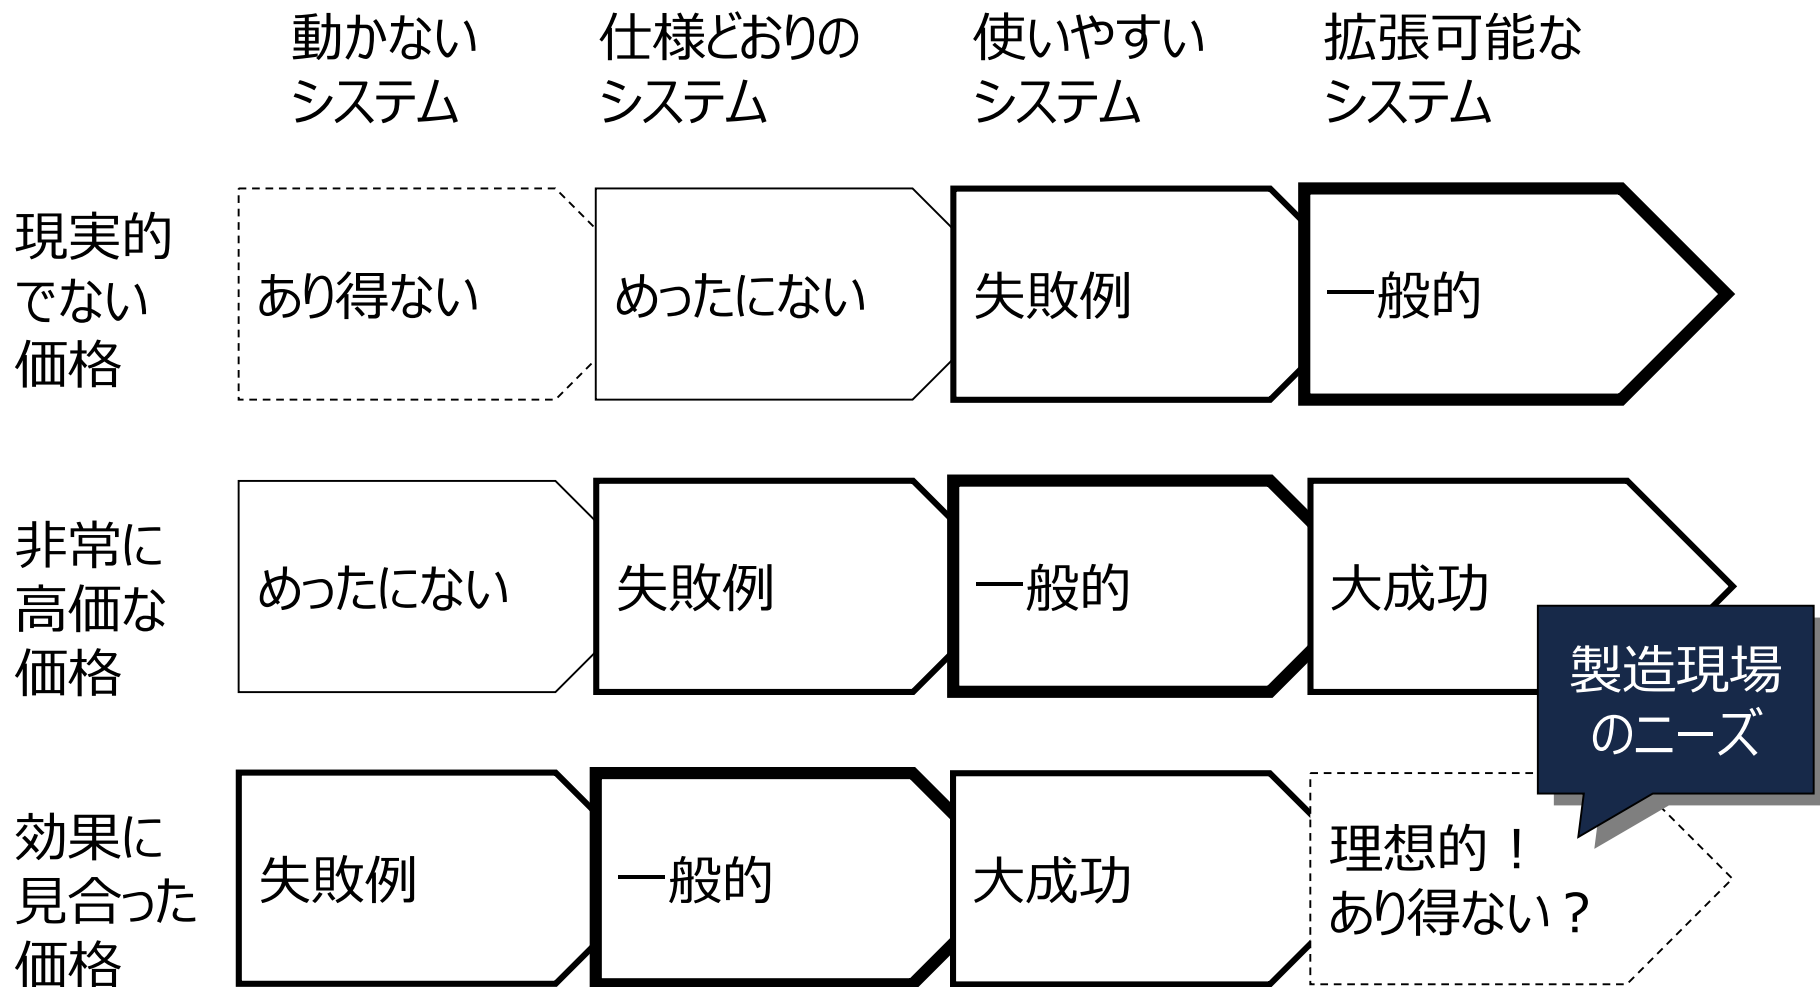 動かない
システム
仕様どおりの
システム
使いやすい
システム
拡張可能な
システム
現実的
でない
価格
あり得ない
めったにない
失敗例
一般的
非常に
高価な
価格
めったにない
失敗例
一般的
大成功
製造現場
のニーズ
効果に
見合った
価格
失敗例
一般的
大成功
理想的！
あり得ない？